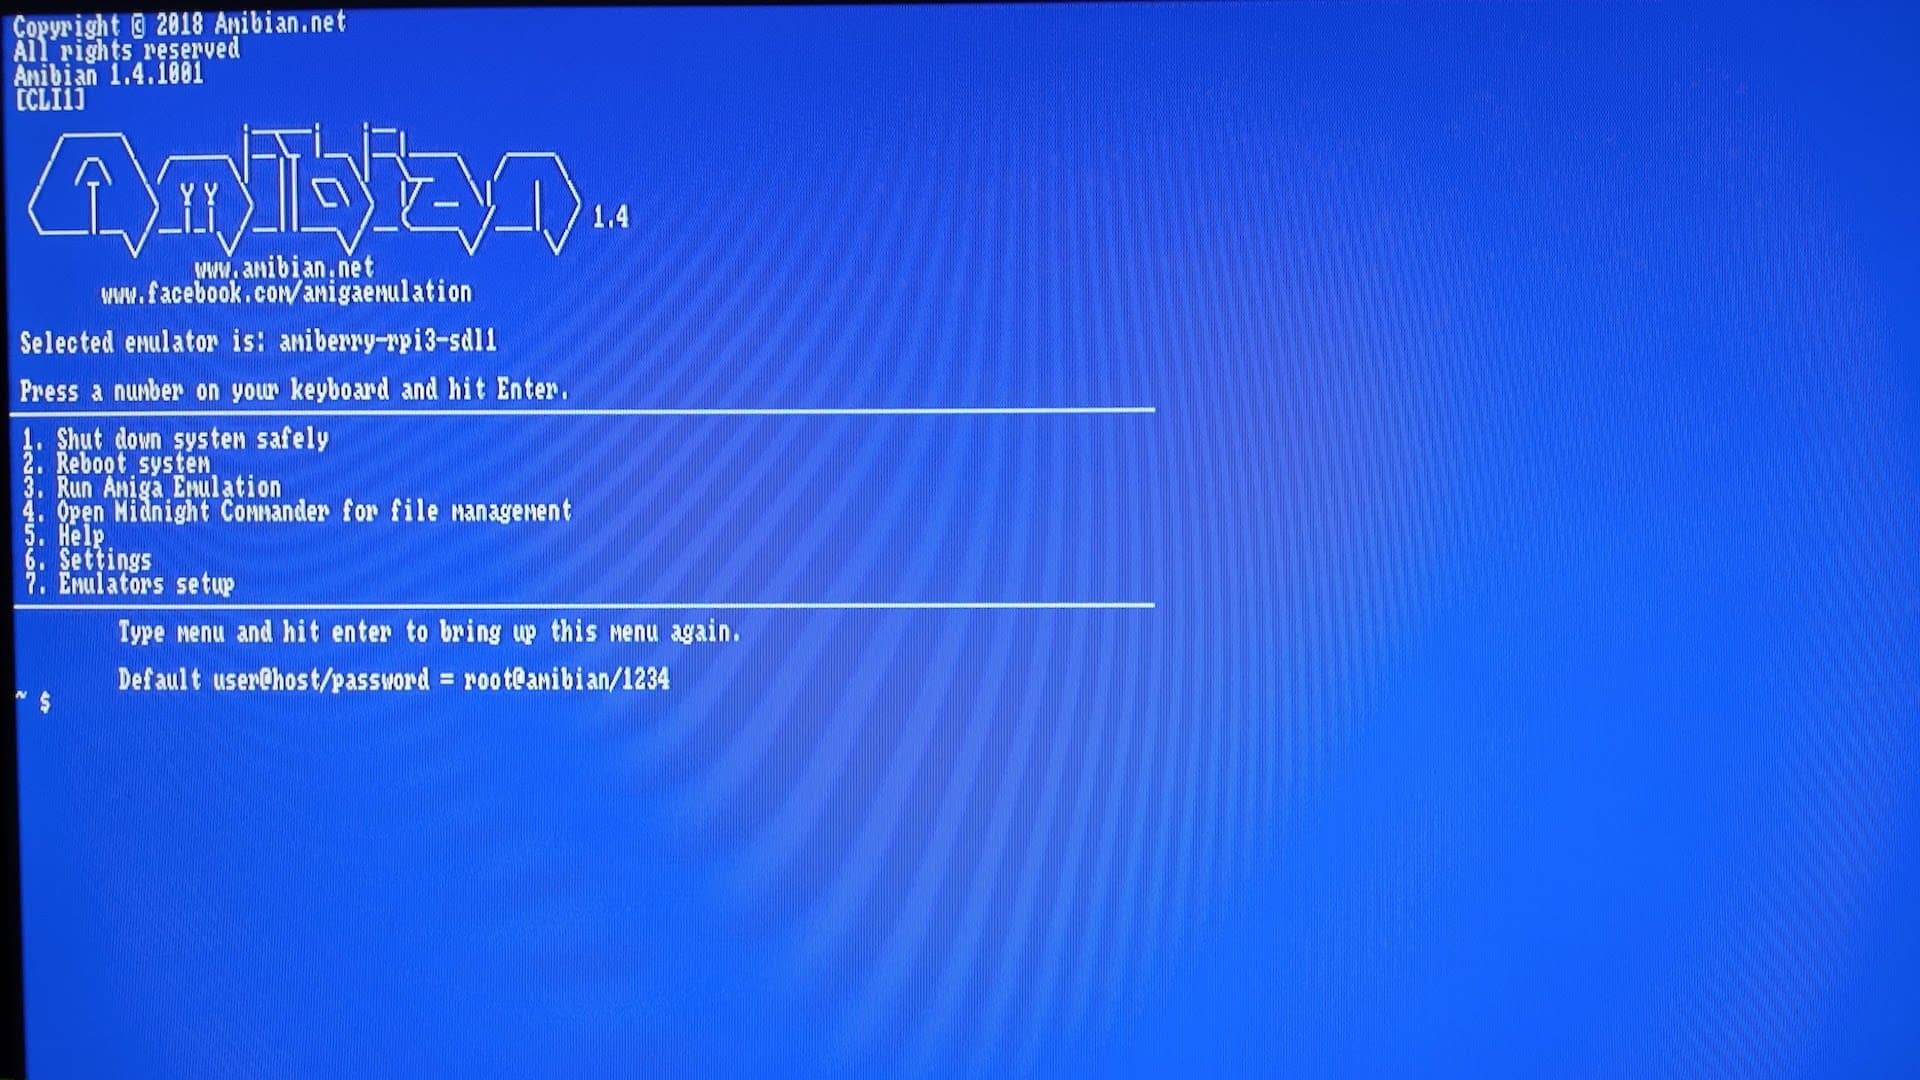 Copyright © 2018 Amibian.net
All rights reserved
Amibian 1.4.1001
[CLI1]
Amibian 1.4
www.amibian.net
www.facebook.com/amigaemulation
Selected emulator is: amiberry-rpi3-sdl1
Press a number on your keyboard and hit Enter.
1. Shut down system safely
2. Reboot system
3. Run Amiga Emulation
4. Open Midnight Commander for file management
5. Help
6. Settings
7. Emulators setup
Type menu and hit enter to bring up this menu again.
Default user@host/password = root@amibian/1234
~ $